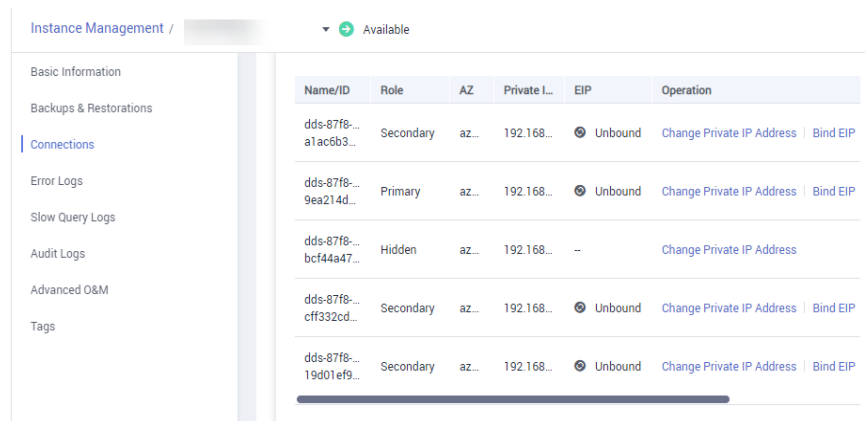 Instance Management /
Available
Basic Information
Backups & Restorations
Connections
Error Logs
Slow Query Logs
Audit Logs
Advanced O&M
Tags
Name/ID Role AZ Private I... EIP Operation
dds-87f8-...
a1ac6b3... Secondary az... 192.168... Unbound Change Private IP Address Bind EIP
dds-87f8-...
9ea214d... Primary az... 192.168... Unbound Change Private IP Address Bind EIP
dds-87f8-...
bcf44a47... Hidden az... 192.168... -- Change Private IP Address
dds-87f8-...
cff332cd... Secondary az... 192.168... Unbound Change Private IP Address Bind EIP
dds-87f8-...
19d01ef9... Secondary az... 192.168... Unbound Change Private IP Address Bind EIP